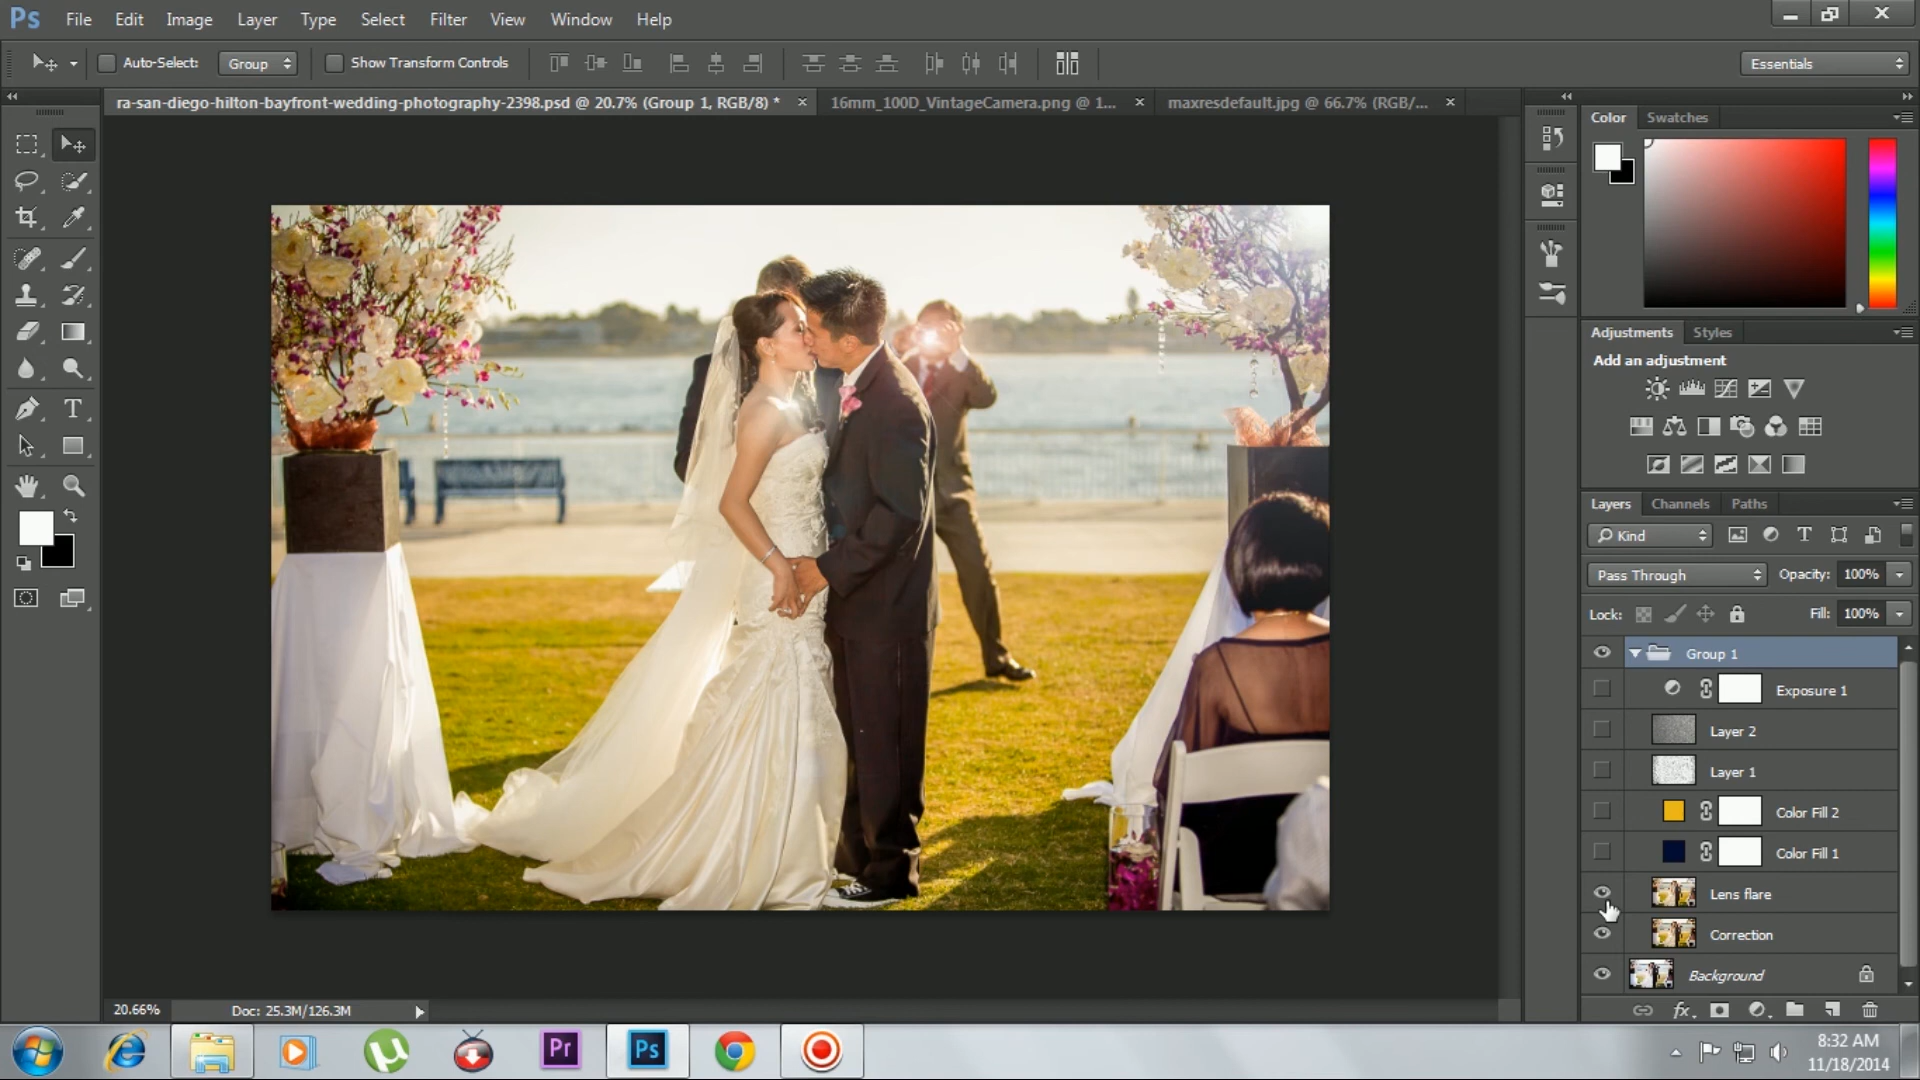 Ps File Edit Image Layer Type Select Filter View Window Help
Auto-Select: Group Show Transform Controls Essentials
ra-san-diego-hilton-bayfront-wedding-photography-2398.psd @ 20.7% (Group 1, RGB/8) * × 16mm_100D_VintageCamera.png @ 1... × maxresdefault.jpg @ 66.7% (RGB/... ×
Color Swatches
Adjustments Styles
Add an adjustment
Layers Channels Paths
Kind T
Pass Through Opacity: 100%
Lock: Fill: 100%
Group 1
Exposure 1
Layer 2
Layer 1
Color Fill 2
Color Fill 1
Lens flare
Correction
Background
20.66% Doc: 25.3M/126.3M fx.
Pr Ps
8:32 AM
11/18/2014